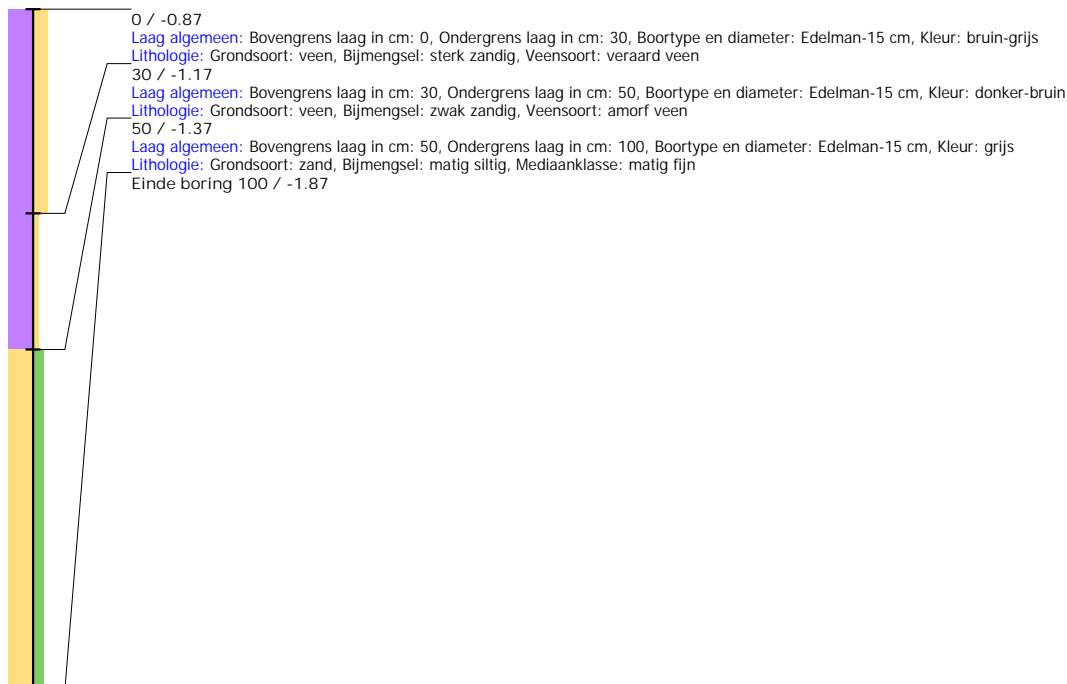 0 / -0.87
Laag algemeen: Bovengrens laag in cm: 0, Ondergrens laag in cm: 30, Boortype en diameter: Edelman-15 cm, Kleur: bruin-grijs
Lithologie: Grondsoort: veen, Bijmengsel: sterk zandig, Veensoort: veraard veen
30 / -1.17
Laag algemeen: Bovengrens laag in cm: 30, Ondergrens laag in cm: 50, Boortype en diameter: Edelman-15 cm, Kleur: donker-bruin
Lithologie: Grondsoort: veen, Bijmengsel: zwak zandig, Veensoort: amorf veen
50 / -1.37
Laag algemeen: Bovengrens laag in cm: 50, Ondergrens laag in cm: 100, Boortype en diameter: Edelman-15 cm, Kleur: grijs
Lithologie: Grondsoort: zand, Bijmengsel: matig siltig, Mediaanklasse: matig fijn
Einde boring 100 / -1.87